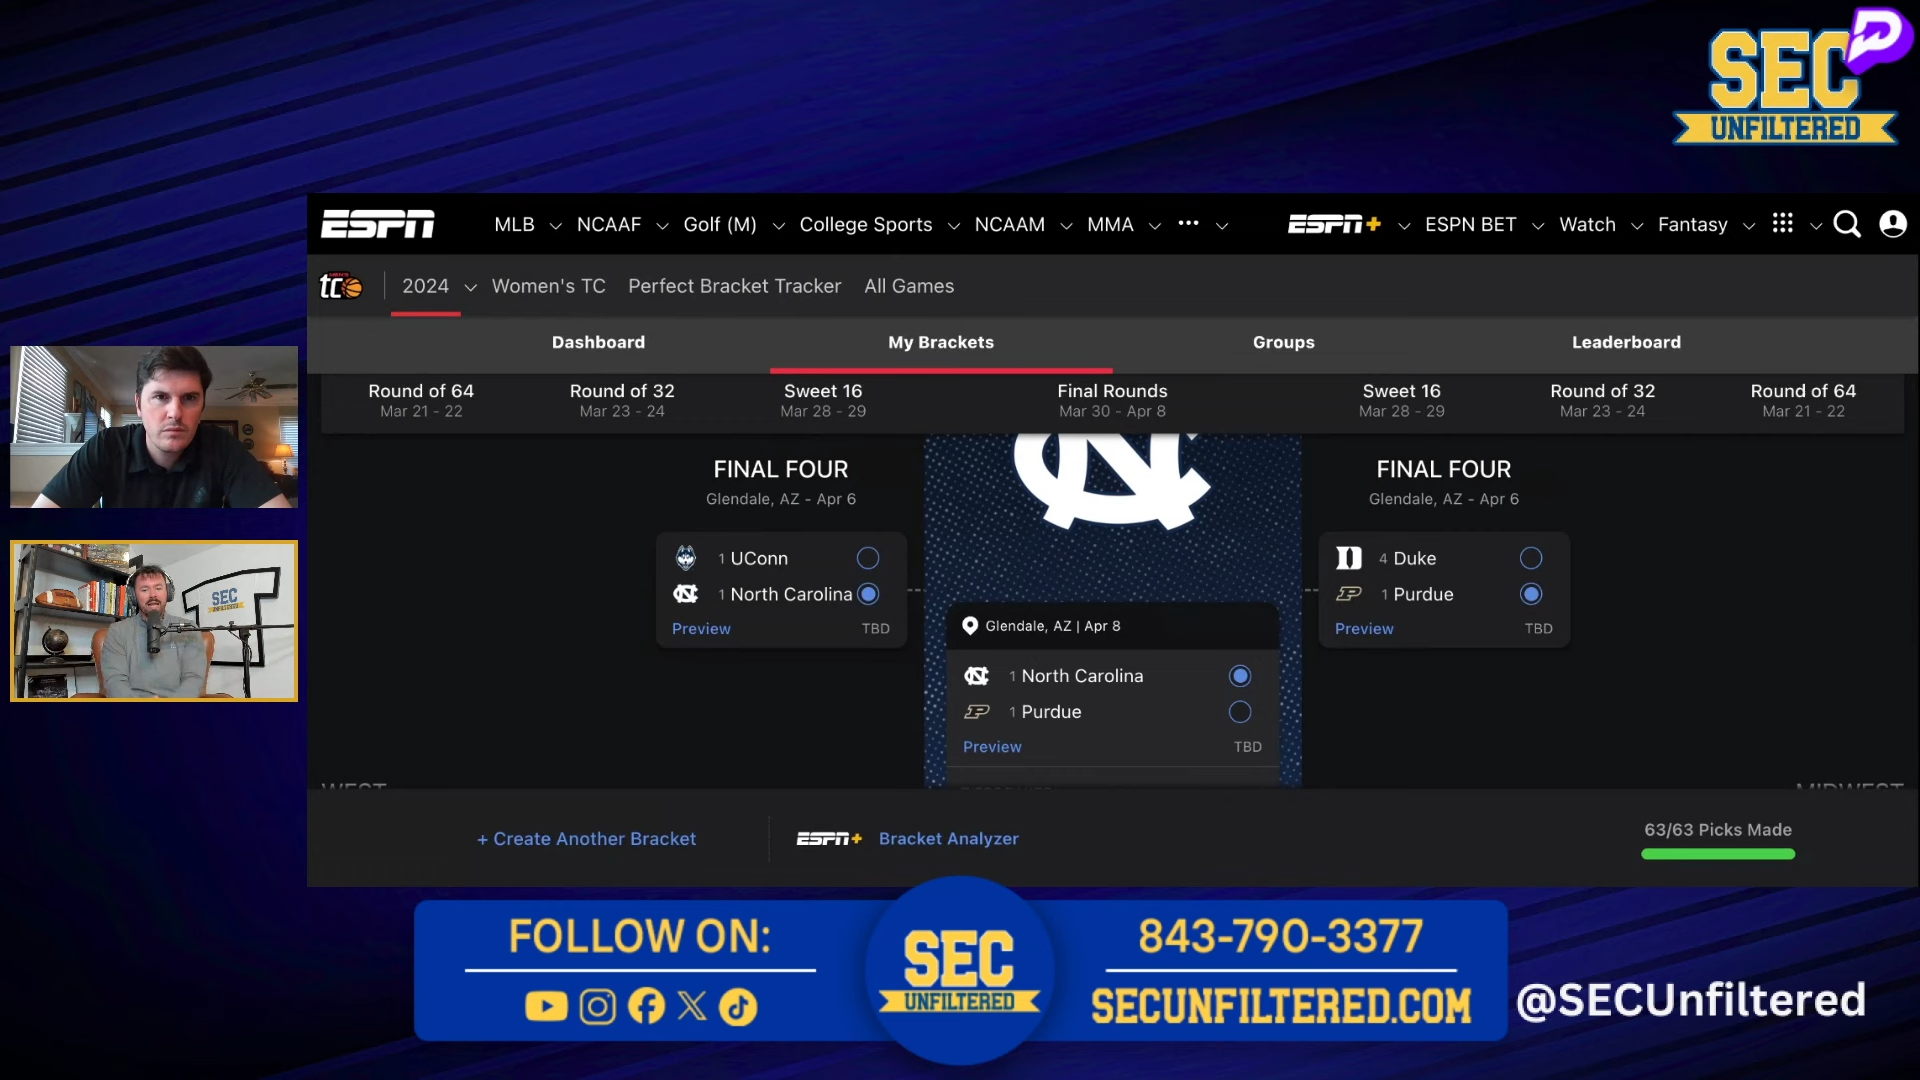 SEC
UNFILTERED
ESPN MLB NCAAF Golf (M) College Sports NCAAM MMA ••• ESPN+ ESPN BET Watch Fantasy
tc 2024 Women's TC Perfect Bracket Tracker All Games
Dashboard My Brackets Groups Leaderboard
Round of 64 Round of 32 Sweet 16 Final Rounds Sweet 16 Round of 32 Round of 64
Mar 21 - 22 Mar 23 - 24 Mar 28 - 29 Mar 30 - Apr 8 Mar 28 - 29 Mar 23 - 24 Mar 21 - 22
FINAL FOUR
Glendale, AZ - Apr 6
1 UConn
1 North Carolina
Preview TBD
NC
Glendale, AZ | Apr 8
1 North Carolina
1 Purdue
Preview TBD
FINAL FOUR
Glendale, AZ - Apr 6
4 Duke
1 Purdue
Preview TBD
WEST
MIDWEST
+ Create Another Bracket
ESPN+ Bracket Analyzer
63/63 Picks Made
SEC
UNFILTERED
FOLLOW ON:
SEC
UNFILTERED
843-790-3377
SECUNFILTERED.COM
@SECUnfiltered